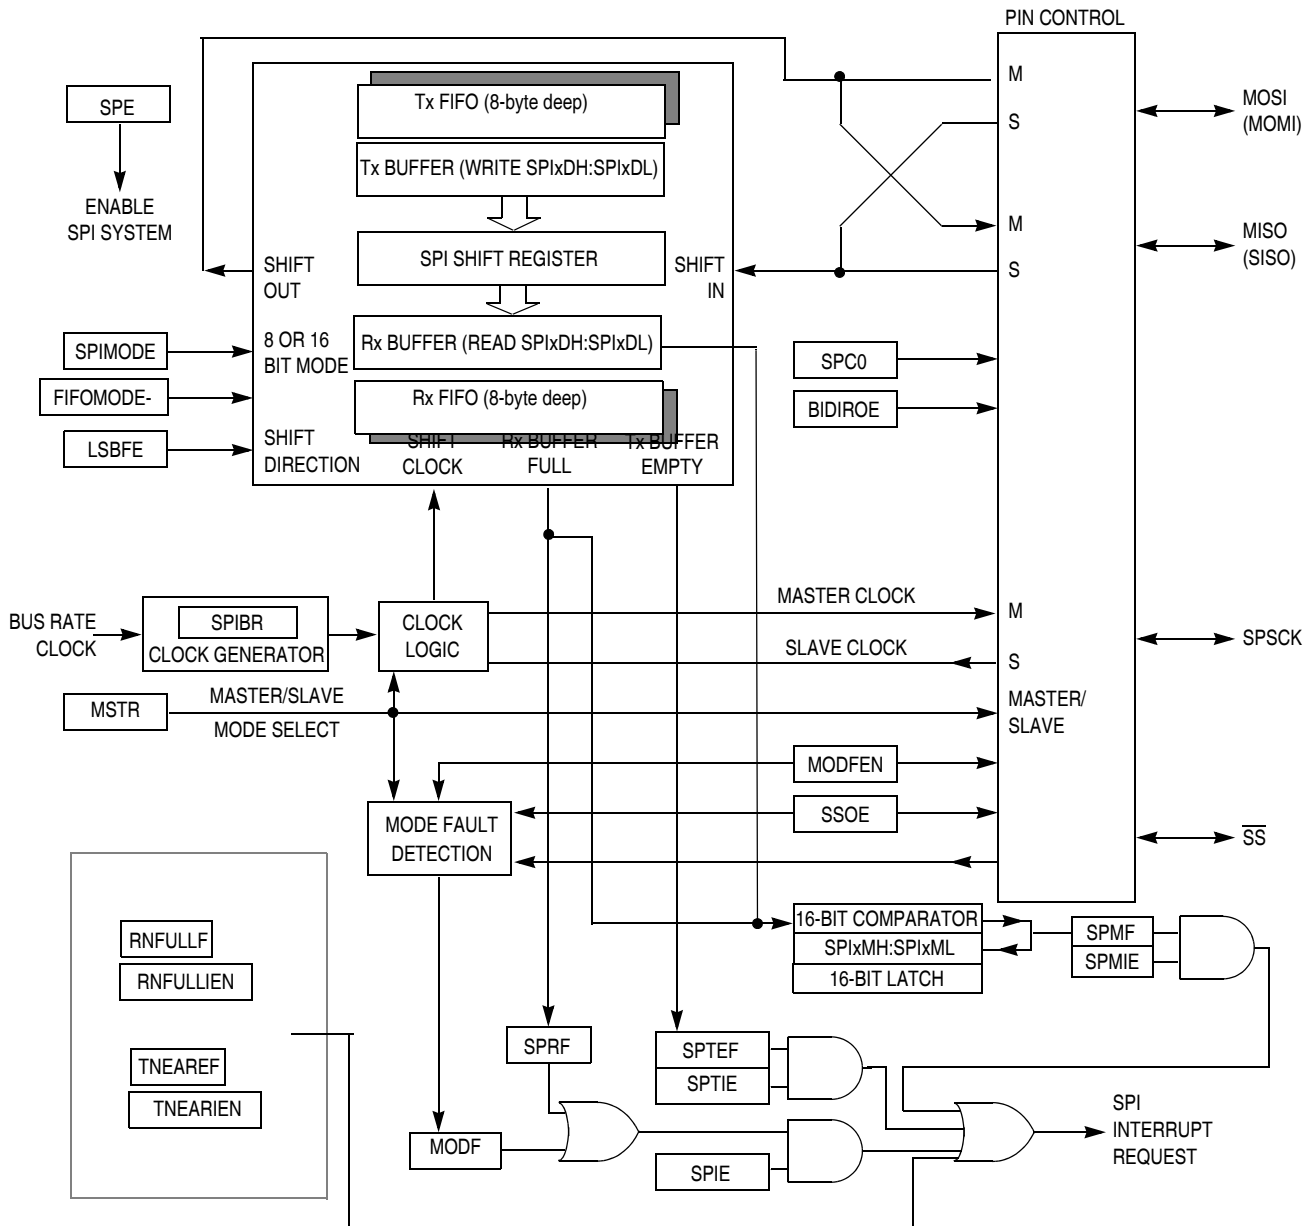 PIN CONTROL
SPE
ENABLE
SPI SYSTEM
Tx FIFO (8-byte deep)
Tx BUFFER (WRITE SPIxDH:SPIxDL)
SPI SHIFT REGISTER
SHIFT
OUT
SHIFT
IN
8 OR 16
BIT MODE
Rx BUFFER (READ SPIxDH:SPIxDL)
Rx FIFO (8-byte deep)
SHIFT
DIRECTION
SHIFT
CLOCK
Rx BUFFER
FULL
Tx BUFFER
EMPTY
SPIMODE
FIFOMODE-
LSBFE
M
S
M
S
MOSI
(MOMI)
MISO
(SISO)
SPC0
BIDIROE
BUS RATE
CLOCK
SPIBR
CLOCK GENERATOR
CLOCK
LOGIC
MASTER CLOCK
M
SLAVE CLOCK
S
SPSCK
MSTR
MASTER/SLAVE
MODE SELECT
MASTER/
SLAVE
MODFEN
SSOE
MODE FAULT
DETECTION
SS
16-BIT COMPARATOR
SPIxMH:SPIxML
16-BIT LATCH
SPMF
SPMIE
RNFULLF
RNFULLIEN
TNEAREF
TNEARIEN
SPRF
SPTEF
SPTIE
MODF
SPIE
SPI
INTERRUPT
REQUEST